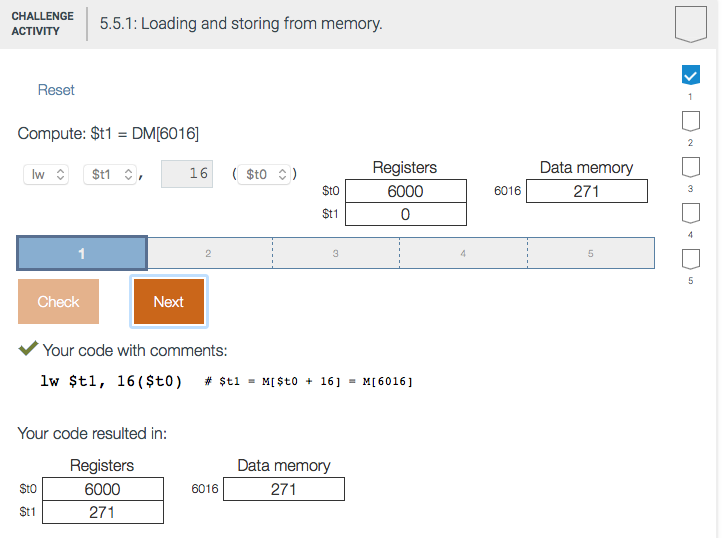 CHALLENGE ACTIVITY
5.5.1: Loading and storing from memory.
Reset
1
2
3
4
5
Compute: $t1 = DM[6016]
lw $t1 , 16 ( $t0 )
Registers
$t0 6000
$t1 0
Data memory
6016 271
1 2 3 4 5
Check Next
Your code with comments:
lw $t1, 16($t0) # $t1 = M[$t0 + 16] = M[6016]
Your code resulted in:
Registers
$t0 6000
$t1 271
Data memory
6016 271